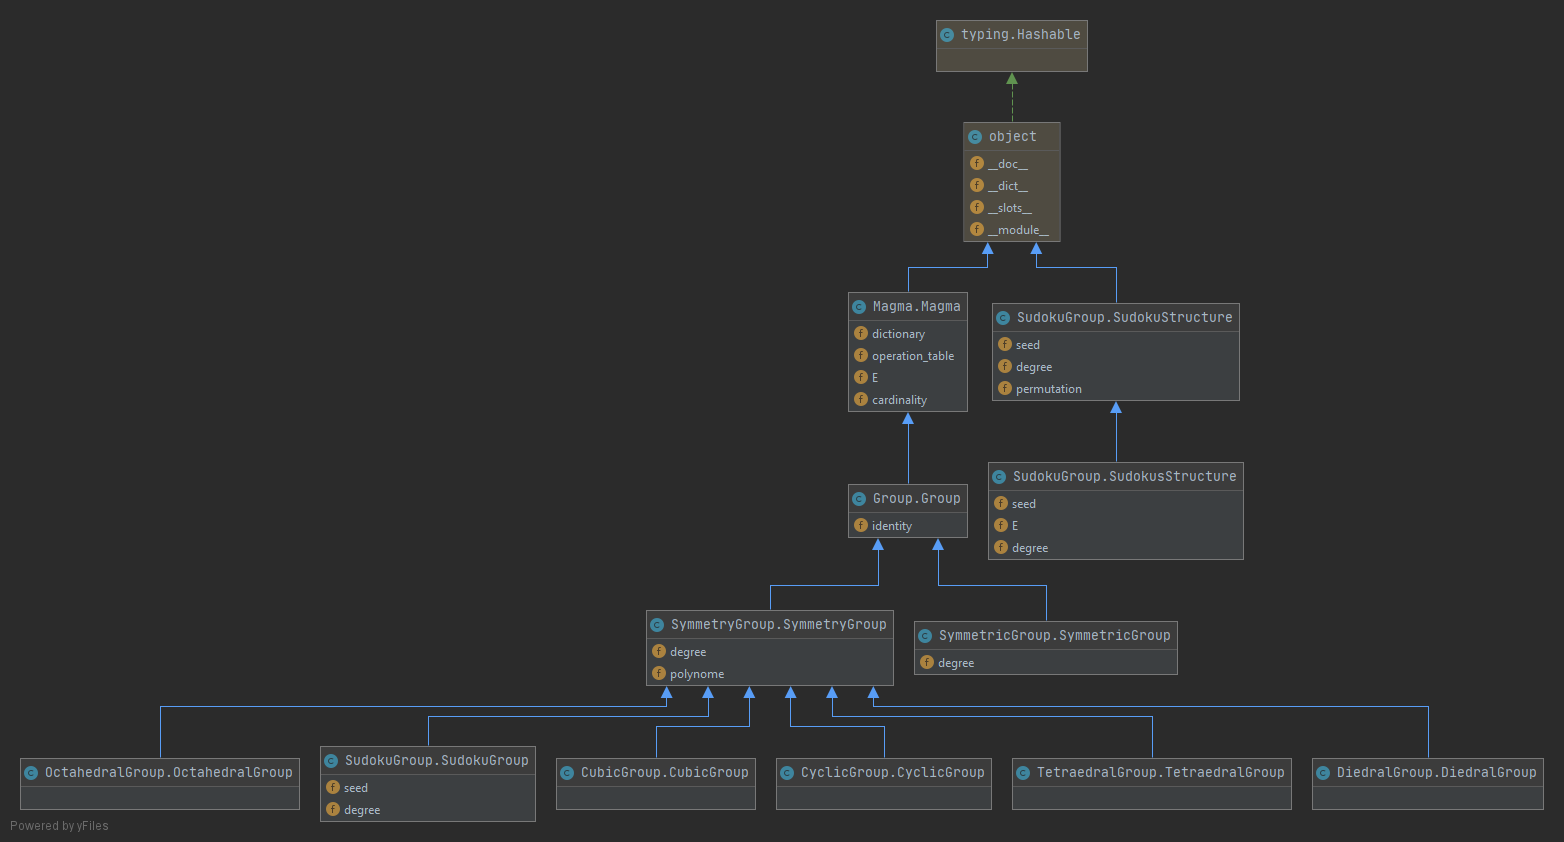 typing.Hashable
object
__doc__
__dict__
__slots__
__module__
Magma.Magma
dictionary
operation_table
E
cardinality
SudokuGroup.SudokuStructure
seed
degree
permutation
Group.Group
identity
SudokuGroup.SudokusStructure
seed
E
degree
SymmetryGroup.SymmetryGroup
degree
polynome
SymmetricGroup.SymmetricGroup
degree
OctahedralGroup.OctahedralGroup
SudokuGroup.SudokuGroup
seed
degree
CubicGroup.CubicGroup
CyclicGroup.CyclicGroup
TetraedralGroup.TetraedralGroup
DiedralGroup.DiedralGroup
Powered by yFiles